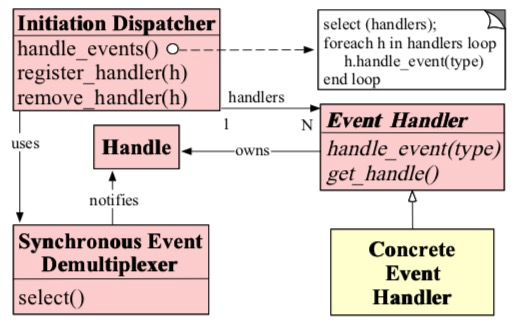 Initiation Dispatcher
handle_events()
register_handler(h)
remove_handler(h)
select (handlers);
foreach h in handlers loop
h.handle_event(type)
end loop
handlers
1
N
Event Handler
handle_event(type)
get_handle()
uses
Handle
owns
notifies
Synchronous Event
Demultiplexer
select()
Concrete
Event
Handler